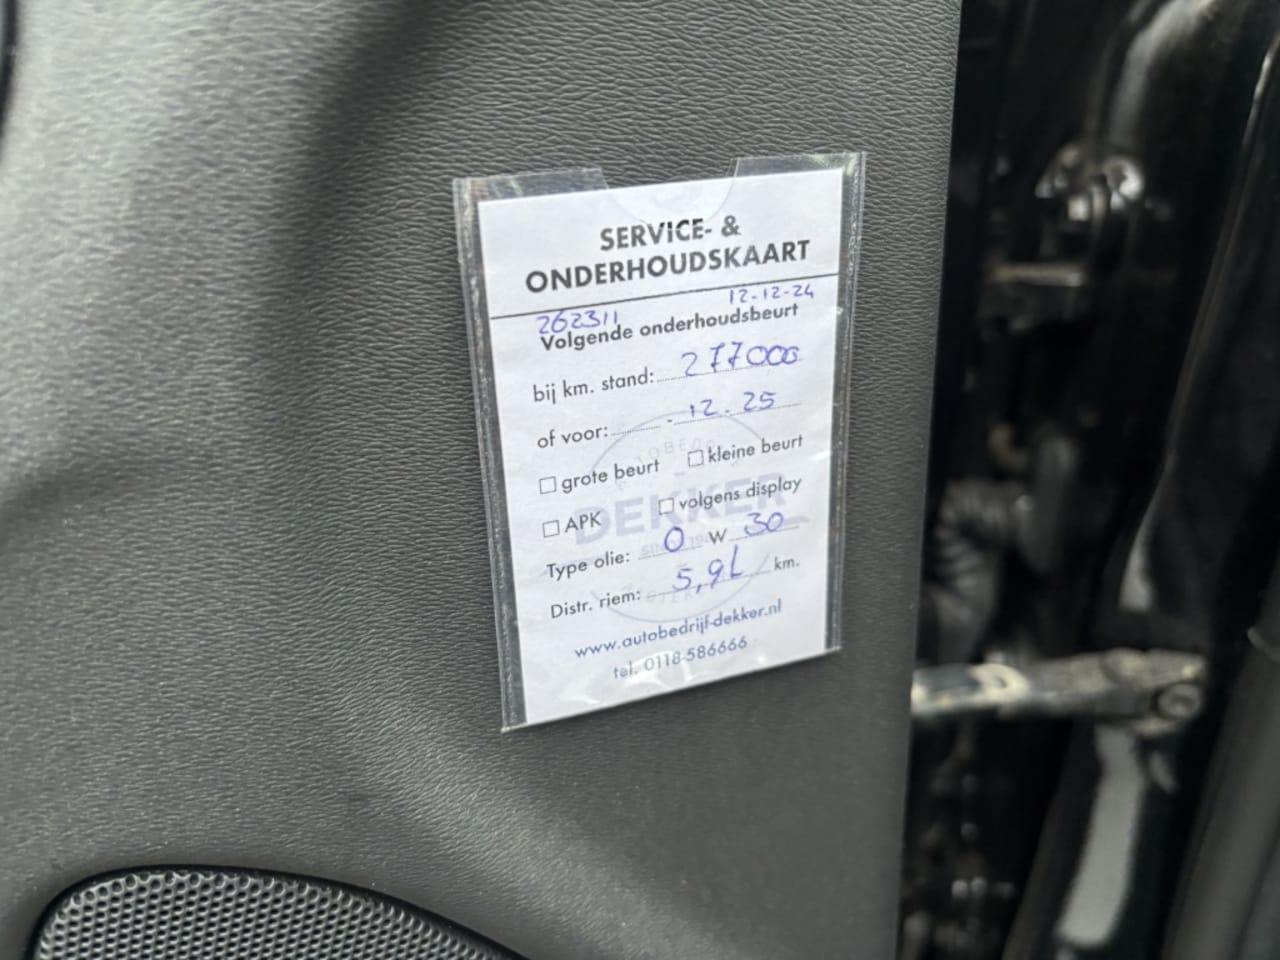 SERVICE- &
ONDERHOUDSKAART
12-12-24
262311
Volgende onderhoudsbeurt
bij km. stand: 277000
of voor: - 12. 25
☐ grote beurt ☐ kleine beurt
☐ APK ☐ volgens display
DEKKER
Type olie: 0 W 30
Distr. riem: 5,9L km.
www.autobedrijf-dekker.nl
tel. 0118-586666